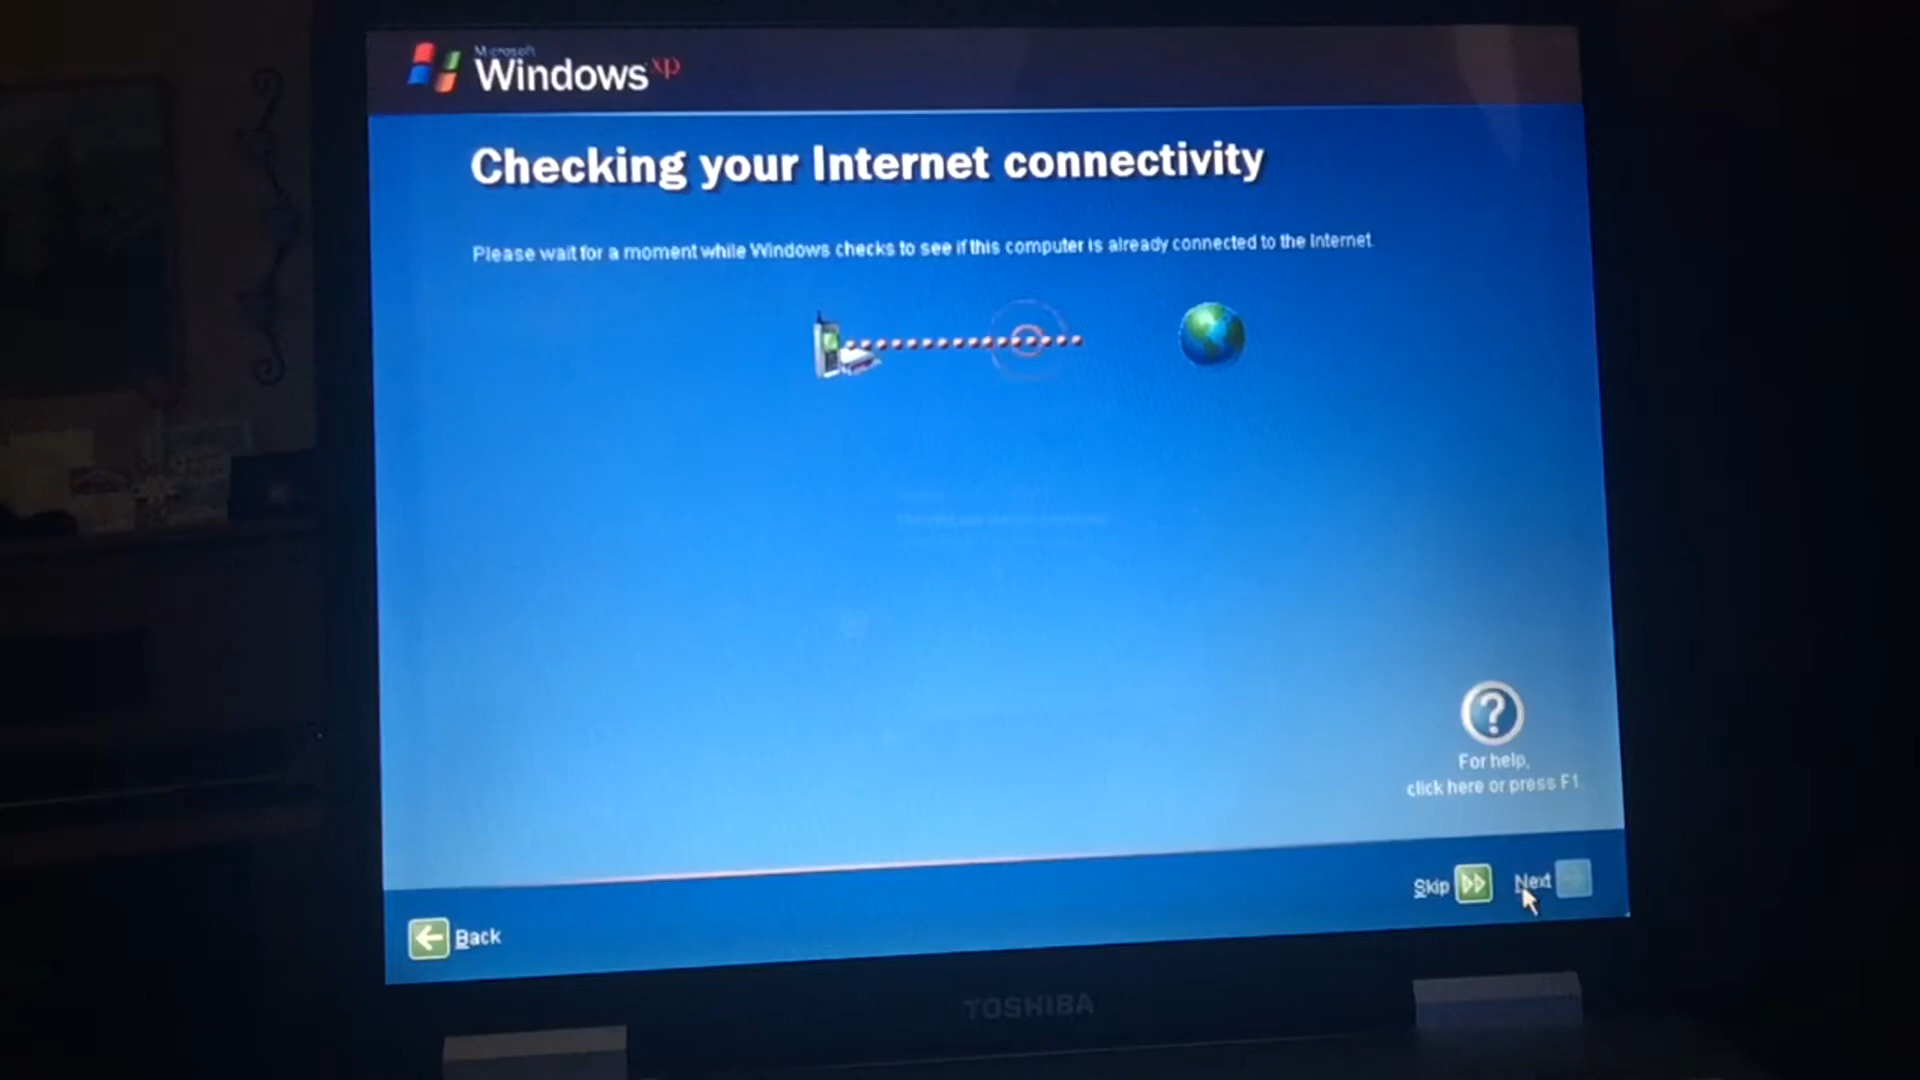 Microsoft
Windows xp
Checking your Internet connectivity
Please wait for a moment while Windows checks to see if this computer is already connected to the Internet.
?
For help,
click here or press F1.
Skip
Next
Back
TOSHIBA